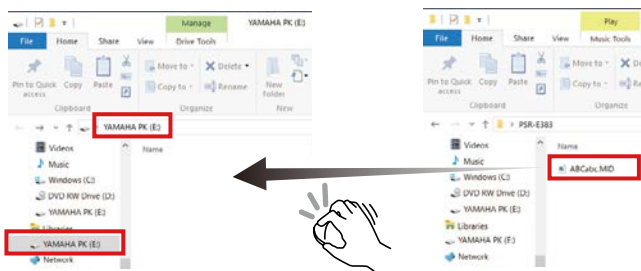 Manage
YAMAHA PK (E:)
File
Home
Share
View
Drive Tools
Pin to Quick access
Copy
Paste
Move to
Delete
Copy to
Rename
New folder
Clipboard
Organize
New
YAMAHA PK (E:)
Videos
Music
Windows (C:)
DVD RW Drive (D:)
YAMAHA PK (E:)
Libraries
YAMAHA PK (E:)
Network
Name
Play
File
Home
Share
View
Music Tools
Pin to Quick access
Copy
Paste
Move to
Copy to
Clipboard
Organize
PSR-E383
Videos
Music
Windows (C:)
DVD RW Drive (D:)
YAMAHA PK (E:)
Libraries
YAMAHA PK (E:)
Network
Name
ABCabc.MID